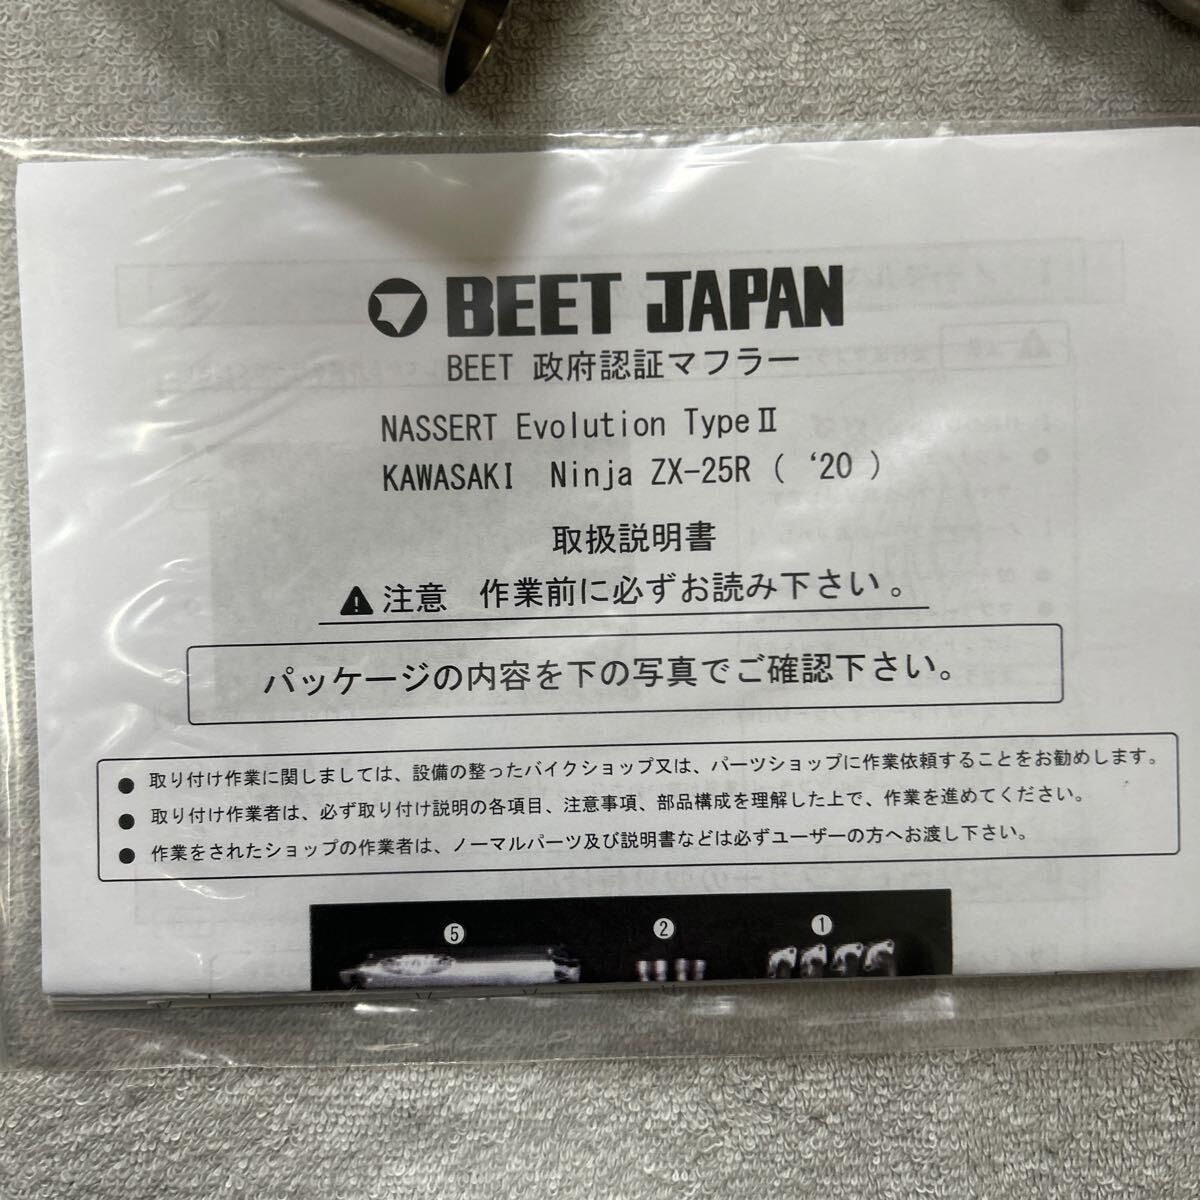 BEET JAPAN
BEET 政府認証マフラー
NASSERT Evolution TypeⅡ
KAWASAKI Ninja ZX-25R ( ‘20 )
取扱説明書
注意 作業前に必ずお読み下さい。
パッケージの内容を下の写真でご確認下さい。
● 取り付け作業に関しましては、設備の整ったバイクショップ又は、パーツショップに作業依頼することをお勧めします。
● 取り付け作業者は、必ず取り付け説明の各項目、注意事項、部品構成を理解した上で、作業を進めてください。
● 作業をされたショップの作業者は、ノーマルパーツ及び説明書などは必ずユーザーの方へお渡し下さい。
⑤ ② ①